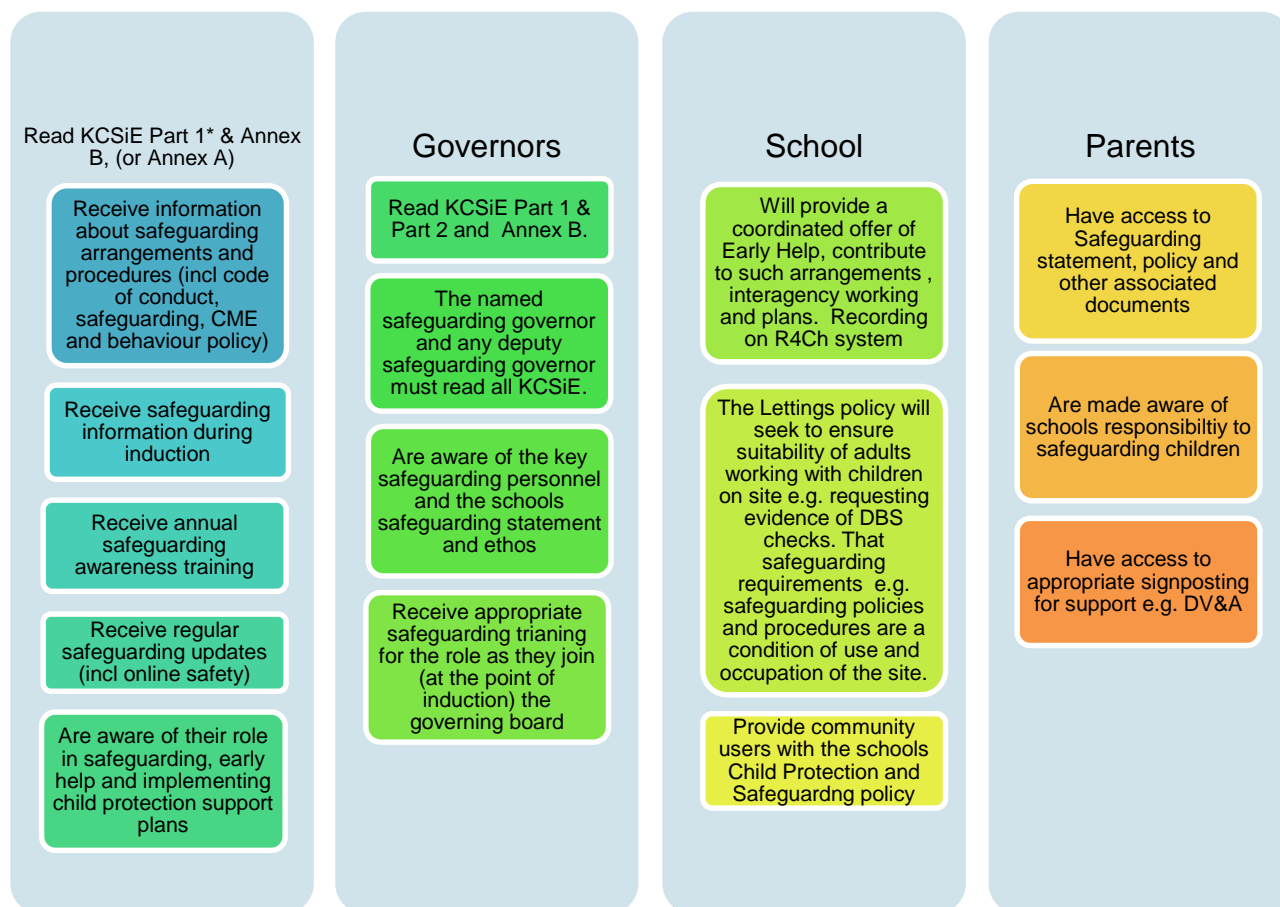 Read KCSiE Part 1* & Annex
B, (or Annex A)
Receive information
about safeguarding
arrangements and
procedures (incl code
of conduct,
safeguarding, CME
and behaviour policy)
Receive safeguarding
information during
induction
Receive annual
safeguarding
awareness training
Receive regular
safeguarding updates
(incl online safety)
Are aware of their role
in safeguarding, early
help and implementing
child protection support
plans
Governors
Read KCSiE Part 1 &
Part 2 and Annex B.
The named
safeguarding governor
and any deputy
safeguarding governor
must read all KCSiE.
Are aware of the key
safeguarding personnel
and the schools
safeguarding statement
and ethos
Receive appropriate
safeguarding trianing
for the role as they join
(at the point of
induction) the
governing board
School
Will provide a
coordinated offer of
Early Help, contribute
to such arrangements ,
interagency working
and plans. Recording
on R4Ch system
The Lettings policy will
seek to ensure
suitability of adults
working with children
on site e.g. requesting
evidence of DBS
checks. That
safeguarding
requirements e.g.
safeguarding policies
and procedures are a
condition of use and
occupation of the site.
Provide community
users with the schools
Child Protection and
Safeguardng policy
Parents
Have access to
Safeguarding
statement, policy and
other associated
documents
Are made aware of
schools responsibiltiy to
safeguarding children
Have access to
appropriate signposting
for support e.g. DV&A